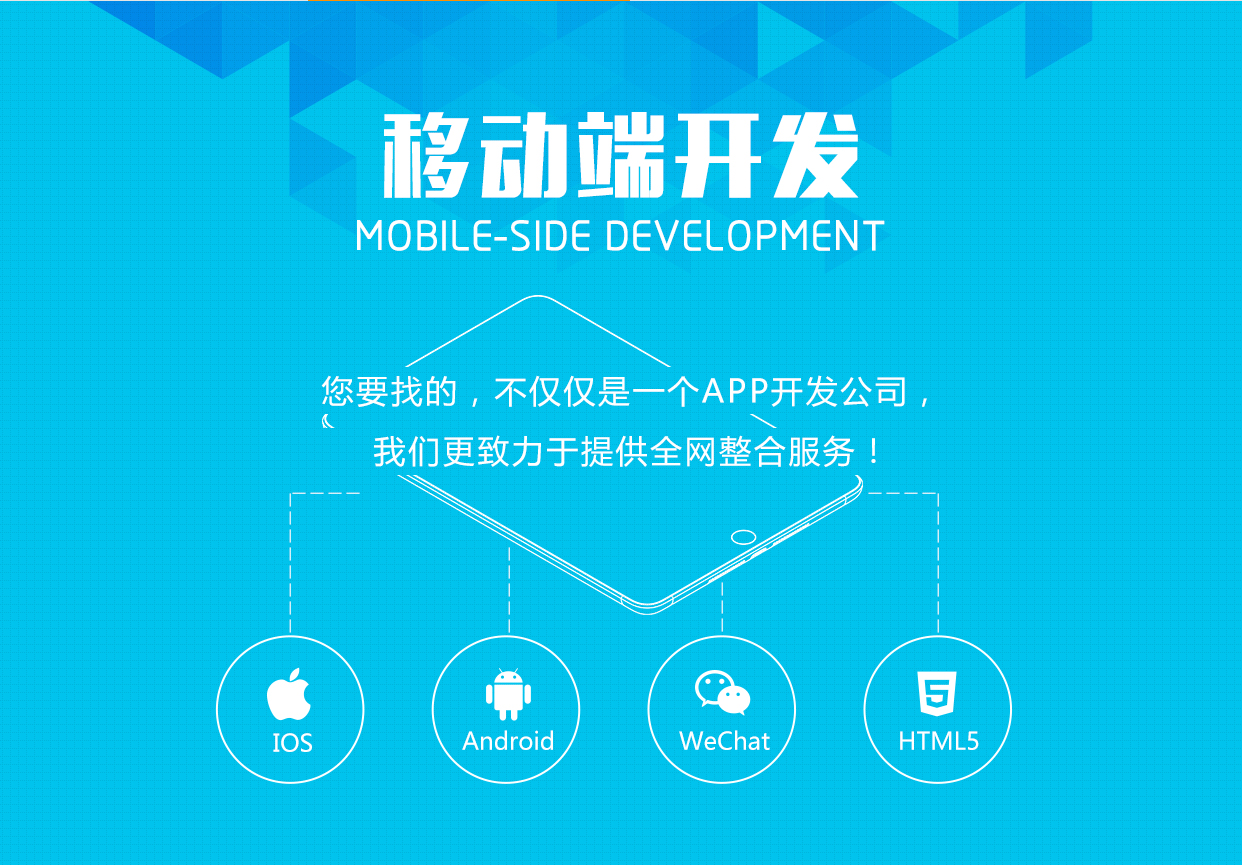 移动端开发
MOBILE-SIDE DEVELOPMENT
您要找的，不仅仅是一个APP开发公司，
我们更致力于提供全网整合服务！
IOS
Android
WeChat
HTML5